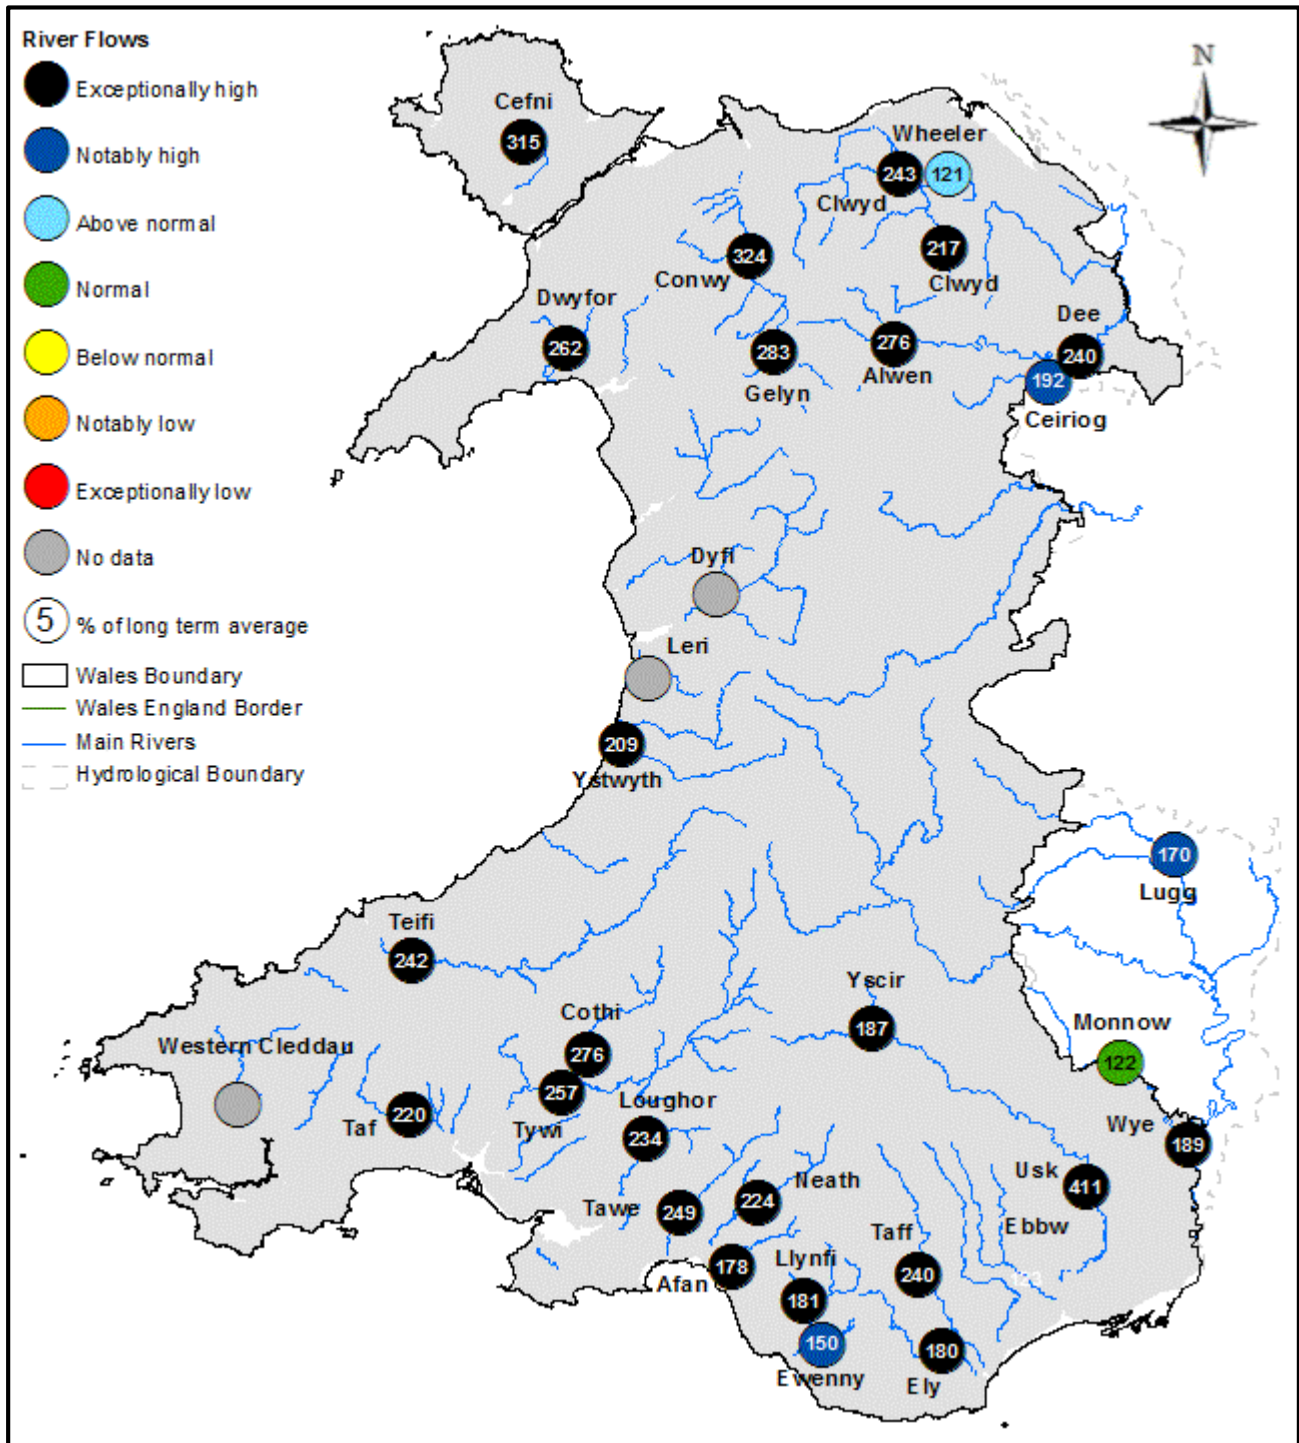 River Flows
Exceptionally high
Notably high
Above normal
Normal
Below normal
Notably low
Exceptionally low
No data
5 % of long term average
Wales Boundary
Wales England Border
Main Rivers
Hydrological Boundary
N
Cefni
315
Wheeler
243
121
Clwyd
217
Clwyd
324
Conwy
Dwyfor
262
283
Gelyn
276
Alwen
Dee
240
192
Ceiriog
Dyfi
Leri
209
Ystwyth
170
Lugg
Teifi
242
Yscir
187
Cothi
276
257
Tywi
Western Cleddau
Taf
220
Loughor
234
Monnow
122
Wye
189
Usk
411
Ebbw
123
Neath
224
Tawe
249
Taff
240
Llynfi
181
Afan
178
150
Ewenny
180
Ely